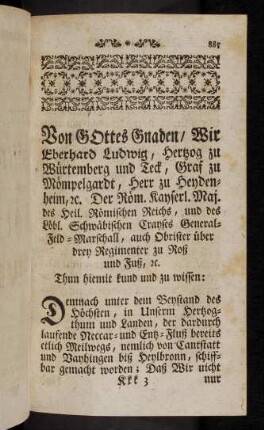 885
Von GOttes Gnaden / Wir
Eberhard Ludwig, Hertzog zu
Würtemberg und Teck, Graf zu
Mömpelgardt, Herr zu Heyden-
heim, ꝛc. Der Röm. Kayserl. Maj.
des Heil. Römischen Reichs, und des
Löbl. Schwäbischen Crayses General-
Feld-Marschall, auch Obrister über
drey Regimenter zu Roß
und Fuß, ꝛc.
Thun hiemit kund und zu wissen:
Demnach unter dem Beystand des
Höchsten, in Unserm Hertzog-
thum und Landen, der dardurch
lauffende Neccar- und Entz-Fluß bereits
etlich Meilwegs, nemlich von Canstatt
und Vayhingen biß Heylbronn, schiff-
bar gemacht worden; Daß Wir nicht
Kkk 3 nur